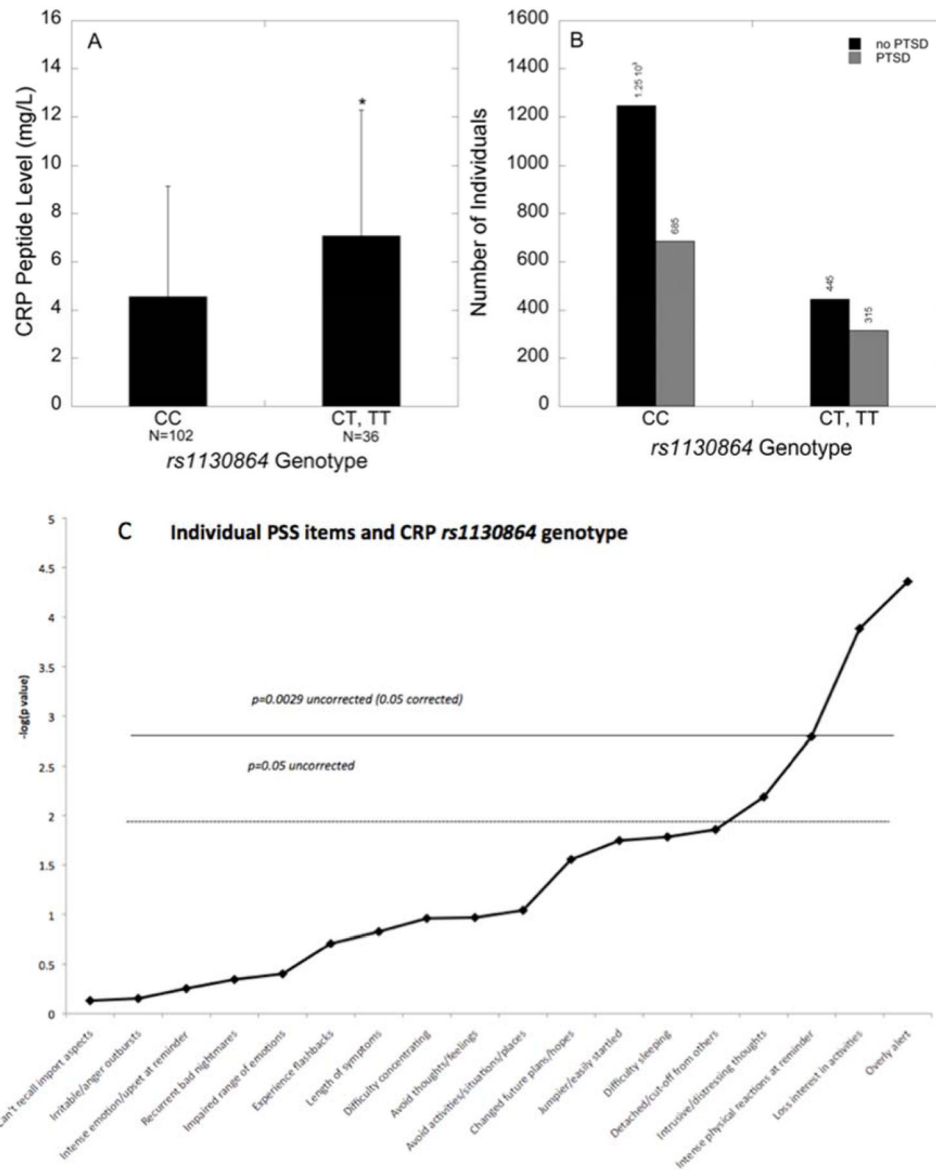 A
CRP Peptide Level (mg/L)
16
14
12
10
8
6
4
2
0
*
CC
N=102
CT, TT
N=36
rs1130864 Genotype
B
Number of Individuals
1600
1400
1200
1000
800
600
400
200
0
no PTSD
PTSD
1.25 10³
685
445
315
CC
CT, TT
rs1130864 Genotype
C Individual PSS items and CRP rs1130864 genotype
-log(p value)
5
4.5
4
3.5
3
2.5
2
1.5
1
0.5
0
p=0.0029 uncorrected (0.05 corrected)
p=0.05 uncorrected
Can't recall import aspects
Irritable/anger outbursts
Intense emotion/upset at reminder
Recurrent bad nightmares
Impaired range of emotions
Experience flashbacks
Length of symptoms
Difficulty concentrating
Avoid thoughts/feelings
Avoid activities/situations/places
Changed future plans/hopes
Jumpier/easily startled
Difficulty sleeping
Detached/cut-off from others
Intrusive/distressing thoughts
Intense physical reactions at reminder
Loss interest in activities
Overly alert